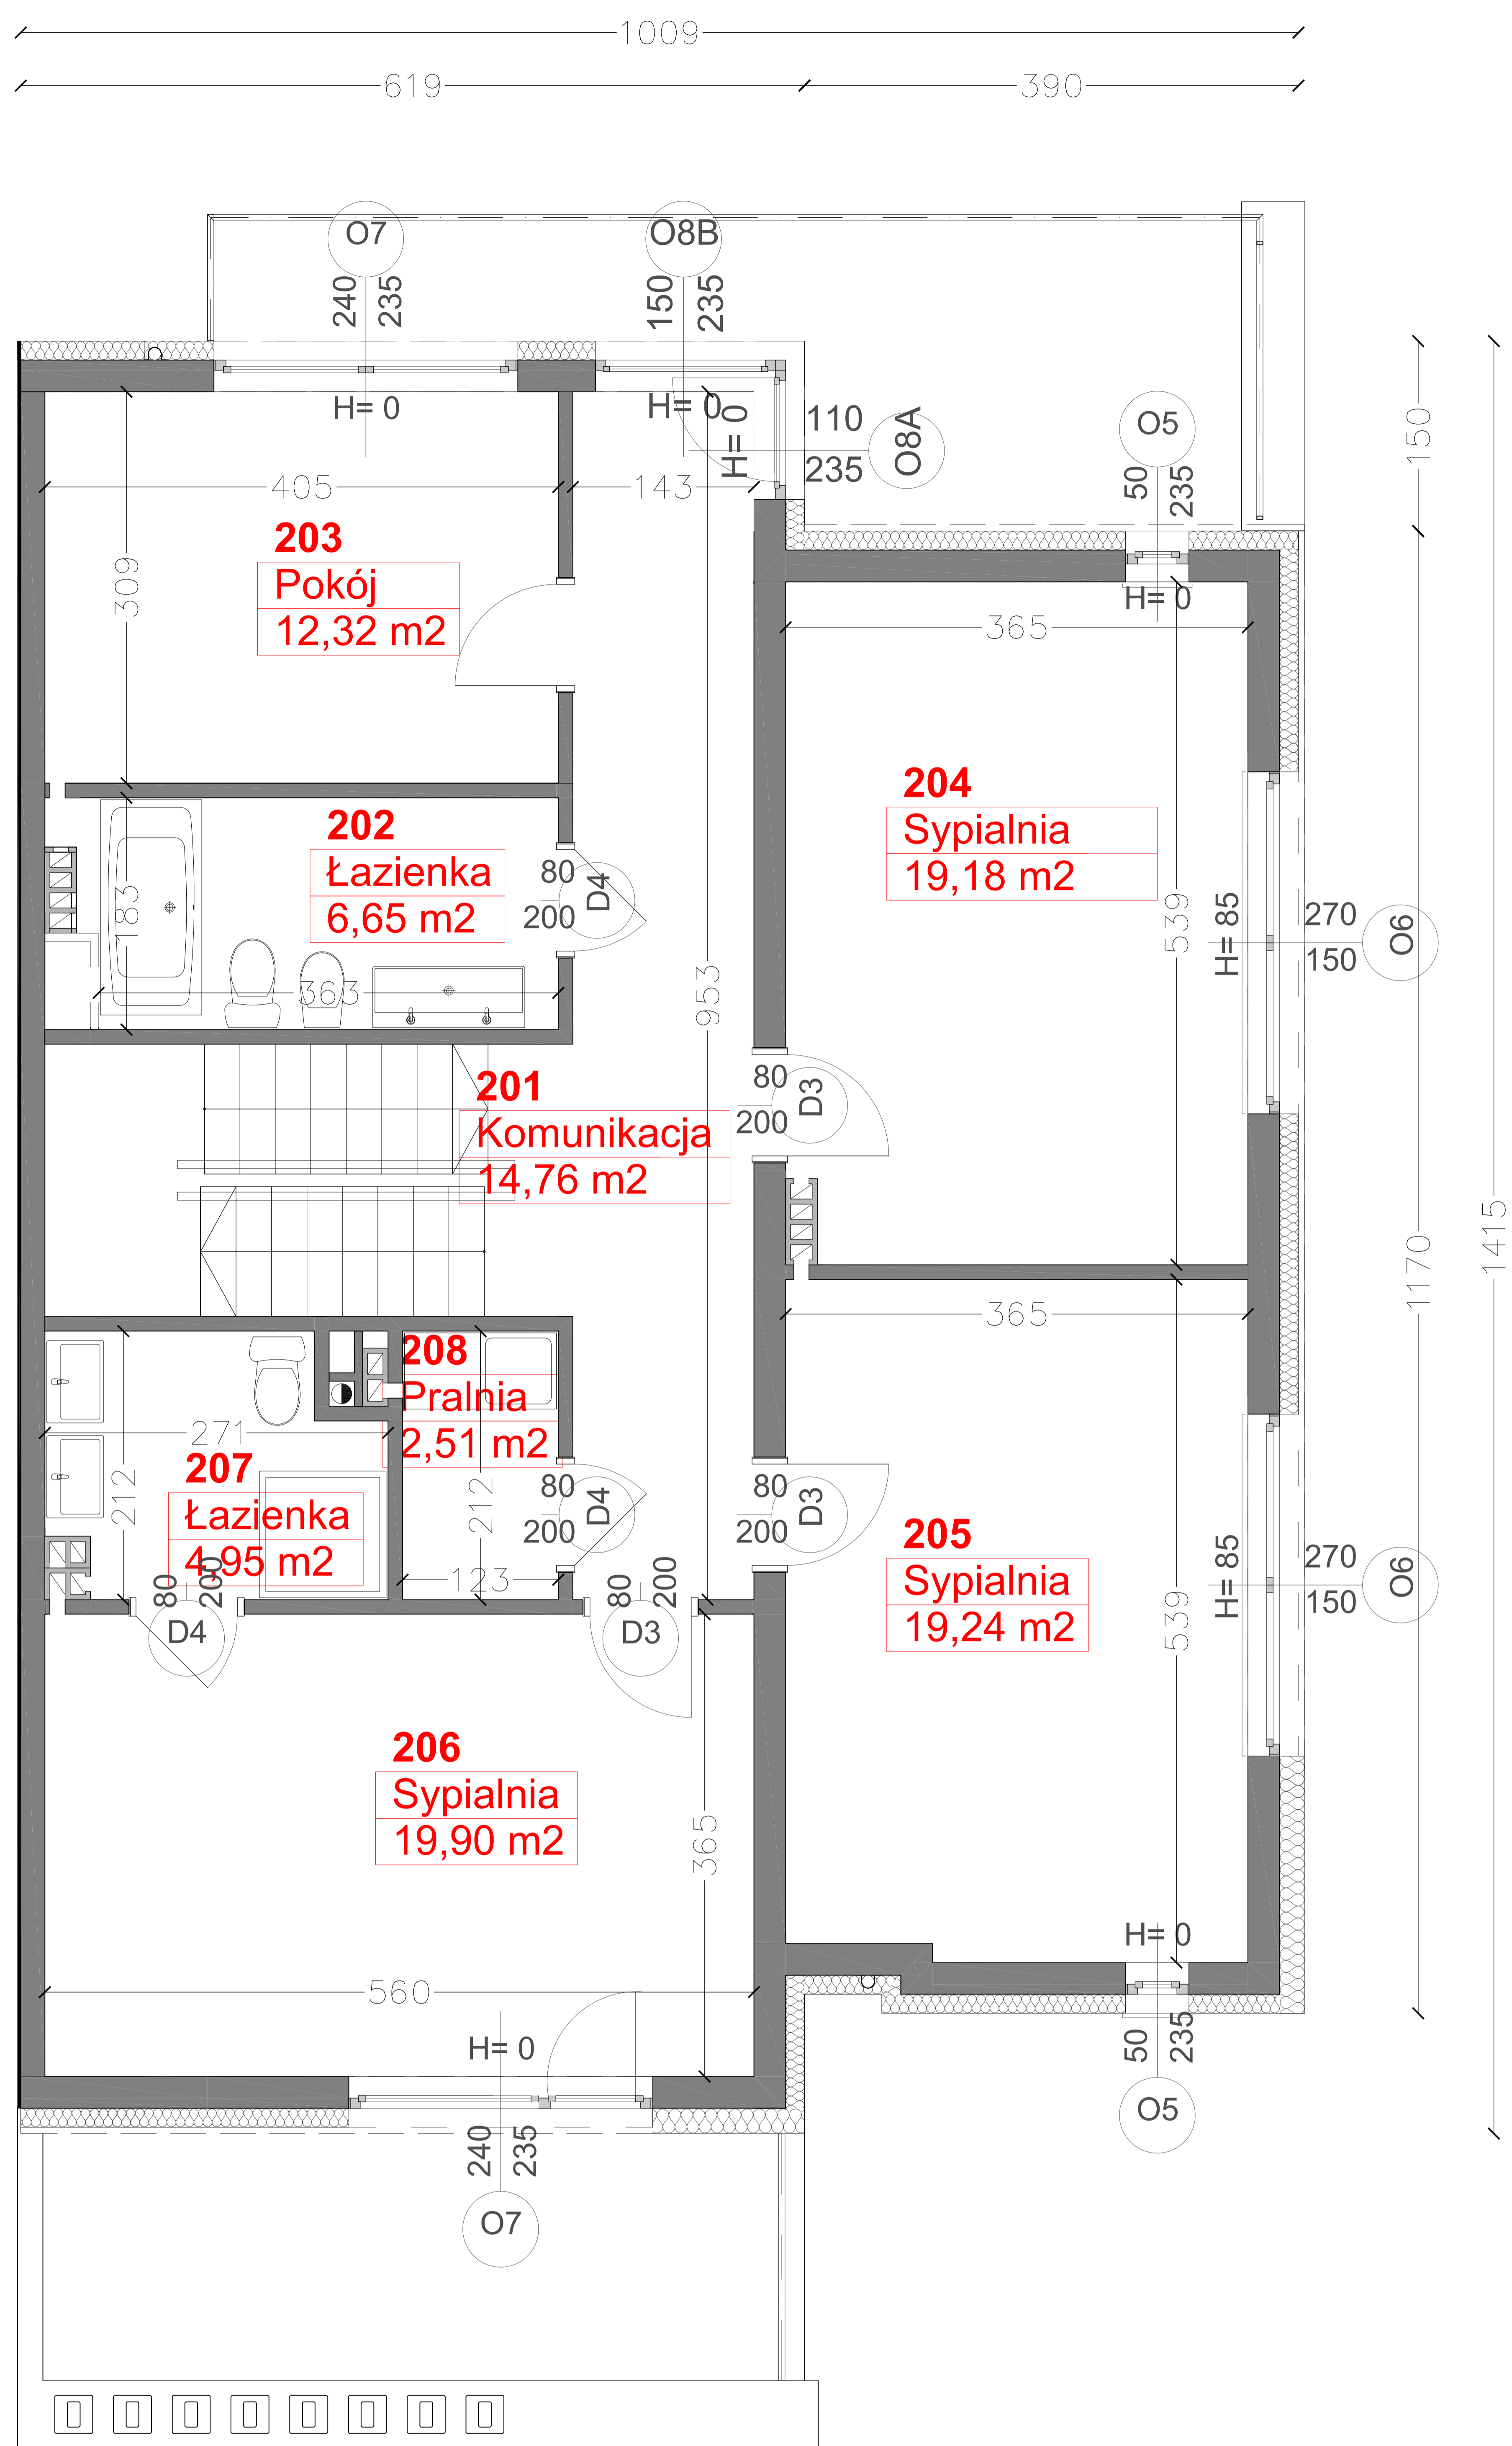 1009
619
390
O7
O8B
240
235
150
235
H= 0
H= 0
H= 0
110
235
O8A
O5
50
235
H= 0
150
405
143
203
Pokój
12,32 m2
309
365
204
Sypialnia
19,18 m2
202
Łazienka
6,65 m2
80
200
D4
183
363
953
539
H= 85
270
150
O6
201
Komunikacja
14,76 m2
80
200
D3
1170
1415
365
208
Pralnia
2,51 m2
271
207
Łazienka
4,95 m2
212
212
123
80
200
D4
80
200
D3
205
Sypialnia
19,24 m2
539
H= 85
270
150
O6
80
200
D4
80
200
D3
206
Sypialnia
19,90 m2
365
560
H= 0
H= 0
50
235
O5
240
235
O7